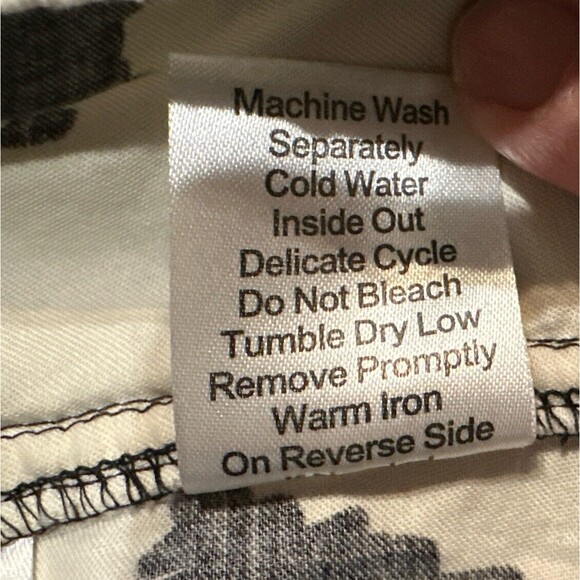 Machine Wash
Separately
Cold Water
Inside Out
Delicate Cycle
Do Not Bleach
Tumble Dry Low
Remove Promptly
Warm Iron
On Reverse Side